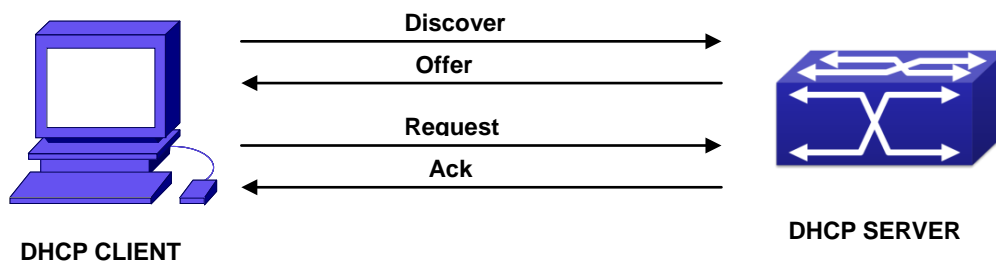 Discover
Offer
Request
Ack
DHCP CLIENT
DHCP SERVER